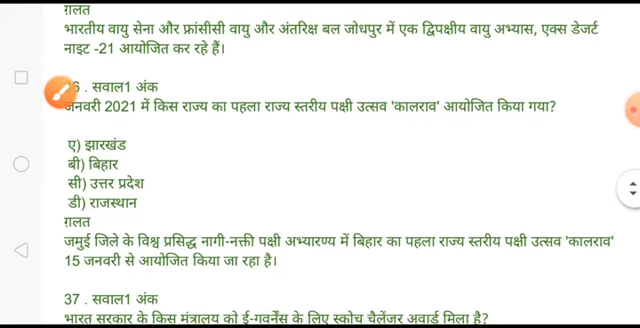 ग़लत
भारतीय वायु सेना और फ्रांसीसी वायु और अंतरिक्ष बल जोधपुर में एक द्विपक्षीय वायु अभ्यास, एक्स डेजर्ट
नाइट -21 आयोजित कर रहे हैं।
6 . सवाल1 अंक
जनवरी 2021 में किस राज्य का पहला राज्य स्तरीय पक्षी उत्सव 'कालराव' आयोजित किया गया?
ए) झारखंड
बी) बिहार
सी) उत्तर प्रदेश
डी) राजस्थान
ग़लत
जमुई जिले के विश्व प्रसिद्ध नागी-नक्ती पक्षी अभ्यारण्य में बिहार का पहला राज्य स्तरीय पक्षी उत्सव 'कालराव'
15 जनवरी से आयोजित किया जा रहा है।
37 . सवाल1 अंक
भारत सरकार के किस मंत्रालय को ई-गवर्नेंस के लिए स्कोच चैलेंजर अवार्ड मिला है?